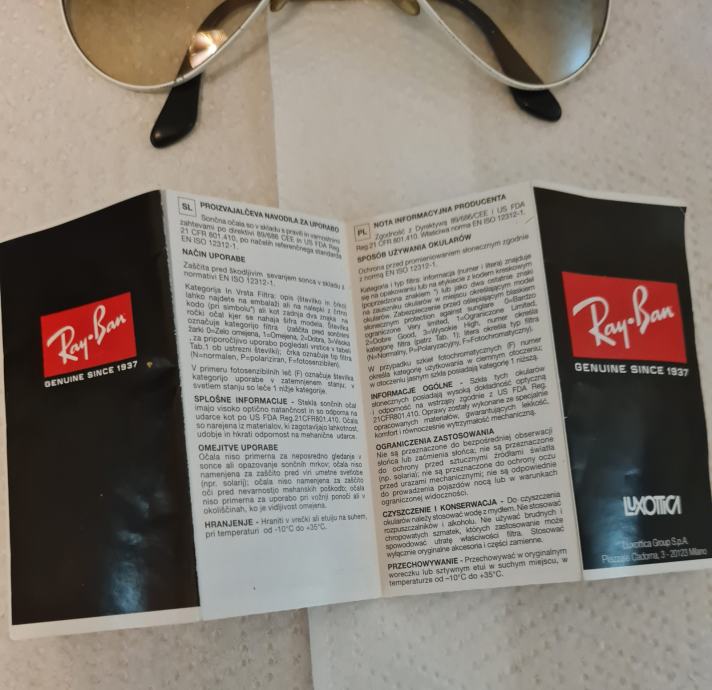 Ray-Ban
GENUINE SINCE 1937
SL PROIZVAJALČEVA NAVODILA ZA UPORABO
Sončna očala so v skladu s pravili in varnostnimi
zahtevami po direktivi 89/686 CEE in US FDA Reg.
21 CFR 801.410, po načelih referenčnega standarda
EN ISO 12312-1.
NAČIN UPORABE
Zaščita pred škodljivim sevanjem sonca v skladu z
normativi EN ISO 12312-1.
Kategorija In Vrsta Filtra: opis (številko in črko)
lahko najdete na embalaži ali na nalepki z črtno
kodo (pri simbolu*) ali kot zadnja dva znaka na
ročki očal kjer se nahaja šifra modela. Številka
označuje kategorijo filtra (zaščita pred sončnimi
žarki 0=Zelo omejena, 1=Omejena, 2=Dobra, 3=Visoka
, za priporočljivo uporabo pogledati vrstice v tabeli
Tab.1 ob ustrezni številki); črka označuje tip filtra
(N=normalen, P=polariziran, F=fotosenzibilen).
V primeru fotosenzibilnih leč (F) označuje številka
kategorijo uporabe v zatemnjenem stanju; v
svetlem stanju so leče 1 nižje kategorije.
SPLOŠNE INFORMACIJE - Stekla sončnih očal
imajo visoko optično natančnost in so odporna na
udarce kot po US FDA Reg.21CFR801.410. Očala
so narejena iz materialov, ki zagotavljajo lahkotnost,
udobje in hkrati odpornost na mehanične udarce.
OMEJITVE UPORABE
Očala niso primerna za neposredno gledanje v
sonce ali opazovanje sončnih mrkov; očala niso
namenjena za zaščito pred viri umetne svetlobe
(npr. solarij); očala niso namenjena za zaščito
oči pred nevarnostjo mehanskih poškodb; očala
niso primerna za uporabo pri vožnji ponoči ali v
okoliščinah, ko je vidljivost omejena.
HRANJENJE - Hraniti v vrečki ali etuiju na suhem,
pri temperaturi od -10°C do +35°C.
PL NOTA INFORMACYJNA PRODUCENTA
Zgodność z Dyrektywą 89/686/CEE i US FDA
Reg.21 CFR 801.410. Właściwa norma EN ISO 12312-1.
SPOSÓB UŻYWANIA OKULARÓW
Ochrona przed promieniowaniem słonecznym zgodnie
z normą EN ISO 12312-1.
Kategoria i typ filtra: informacja (numer i litera) znajduje
się na opakowaniu lub na etykiecie z kodem kreskowym
(poprzedzona znakiem *) lub jako dwa ostatnie znaki
na zauszniku okularów w miejscu określającym model
okularów. Zabezpieczenie przed oślepiającym blaskiem
słonecznym protection against sunglare: 0=Bardzo
ograniczone Very limited, 1=Ograniczone Limited,
2=Dobre Good, 3=Wysokie High, numer określa
kategorię filtra (patrz Tab. 1); litera określa typ filtra
(N=Normalny, P=Polaryzacyjny, F=Fotochromatyczny).
W przypadku szkieł fotochromatycznych (F) numer
określa kategorię użytkowania w ciemnym otoczeniu;
w otoczeniu jasnym szkła posiadają kategorię 1 niższą.
INFORMACJE OGÓLNE - Szkła tych okularów
słonecznych posiadają wysoką dokładność optyczną
i odporność na wstrząsy zgodnie z US FDA Reg.
21CFR801.410. Oprawy zostały wykonane ze specjalnie
opracowanych materiałów, gwarantujących lekkość,
komfort i równocześnie wytrzymałość mechaniczną.
OGRANICZENIA ZASTOSOWANIA
Nie są przeznaczone do bezpośredniej obserwacji
słońca lub zaćmienia słońca; nie są przeznaczone
do ochrony przed sztucznymi źródłami światła
(np. solaria); nie są przeznaczone do ochrony oczu
przed urazami mechanicznymi; nie są odpowiednie
do prowadzenia pojazdów nocą lub w warunkach
ograniczonej widoczności.
CZYSZCZENIE I KONSERWACJA - Do czyszczenia
okularów należy stosować wodę z mydłem. Nie stosować
rozpuszczalników i alkoholu. Nie używać brudnych i
chropowatych szmatek, których zastosowanie może
spowodować utratę właściwości filtra. Stosować
wyłącznie oryginalne akcesoria i części zamienne.
PRZECHOWYWANIE - Przechowywać w oryginalnym
woreczku lub sztywnym etui w suchym miejscu, w
temperaturze od –10°C do +35°C.
Ray-Ban
GENUINE SINCE 1937
LUXOTTICA
Luxottica Group S.p.A.
Piazzale Cadorna, 3 - 20123 Milano